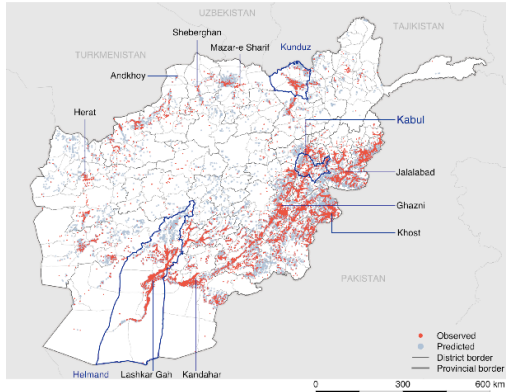 UZBEKISTAN
TAJIKISTAN
Sheberghan
TURKMENISTAN
Mazar-e Sharif
Kunduz
Andkhoy
Herat
Kabul
Jalalabad
Ghazni
Khost
PAKISTAN
Observed
Predicted
District border
Provincial border
Helmand
Lashkar Gah
Kandahar
0
300
600 km